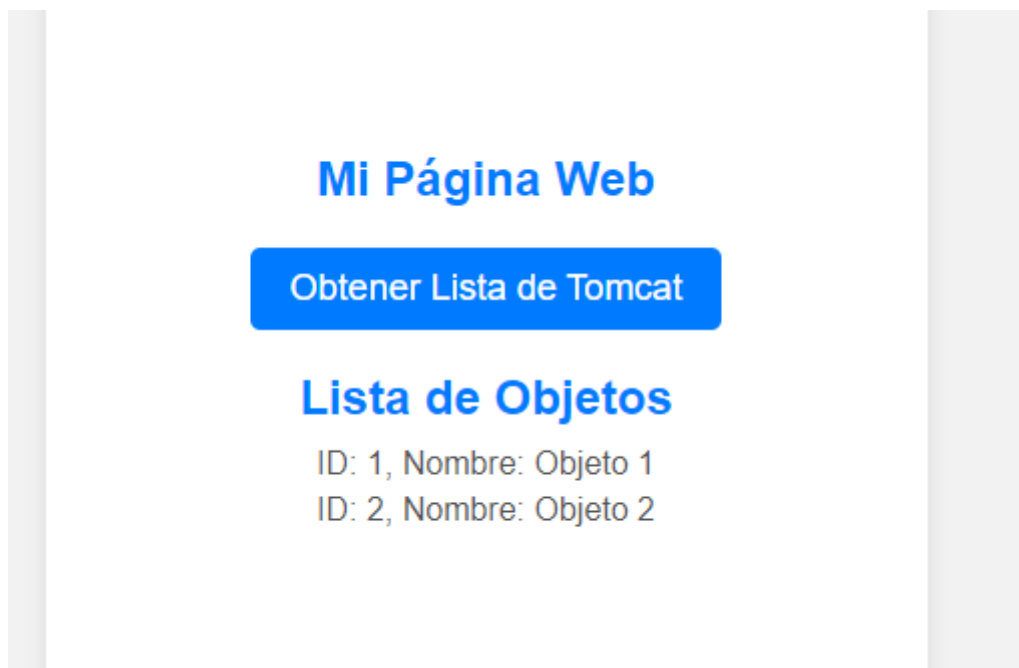 Mi Página Web
Obtener Lista de Tomcat
Lista de Objetos
ID: 1, Nombre: Objeto 1
ID: 2, Nombre: Objeto 2